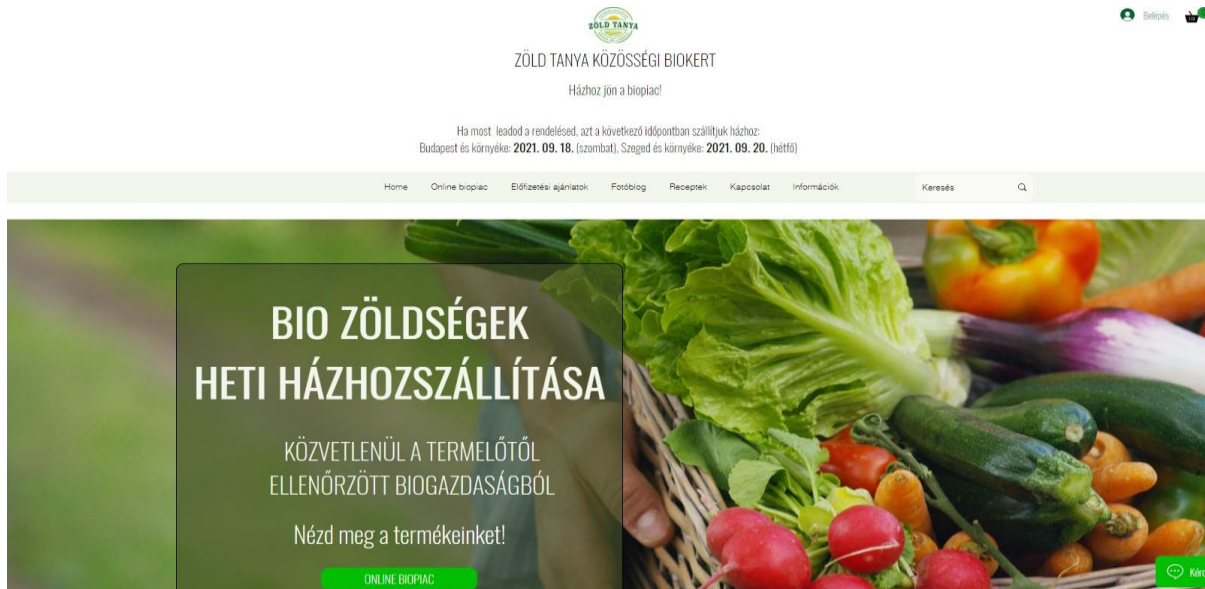 ZÖLD TANYA
Belépés
ZÖLD TANYA KÖZÖSSÉGI BIOKERT
Házhoz jön a biopiac!
Ha most leadod a rendelésed, azt a következő időpontban szállítjuk házhoz:
Budapest és környéke: 2021. 09. 18. (szombat), Szeged és környéke: 2021. 09. 20. (hétfő)
Home Online biopiac Előfizetési ajánlatok Fotóblog Receptek Kapcsolat Információk Keresés
BIO ZÖLDSÉGEK
HETI HÁZHOZSZÁLLÍTÁSA
KÖZVETLENÜL A TERMELŐTŐL
ELLENŐRZÖTT BIOGAZDASÁGBÓL
Nézd meg a termékeinket!
ONLINE BIOPIAC